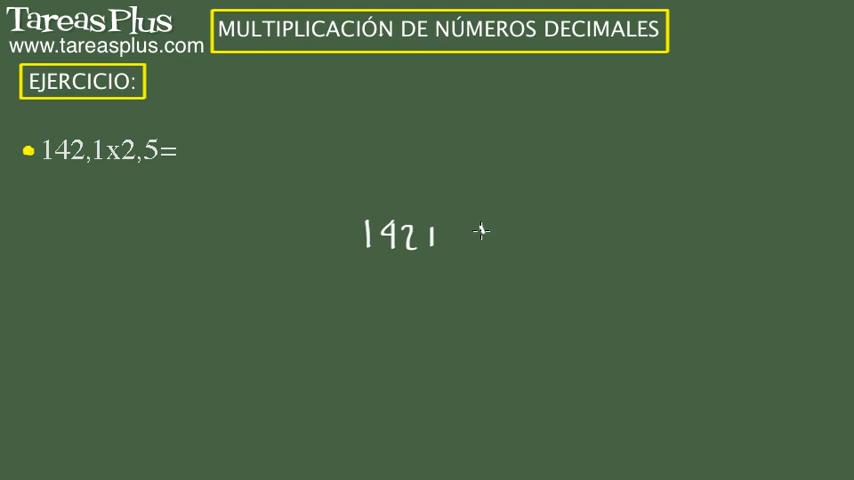 TareasPlus
www.tareasplus.com
MULTIPLICACIÓN DE NÚMEROS DECIMALES
EJERCICIO:
142,1x2,5=
1421